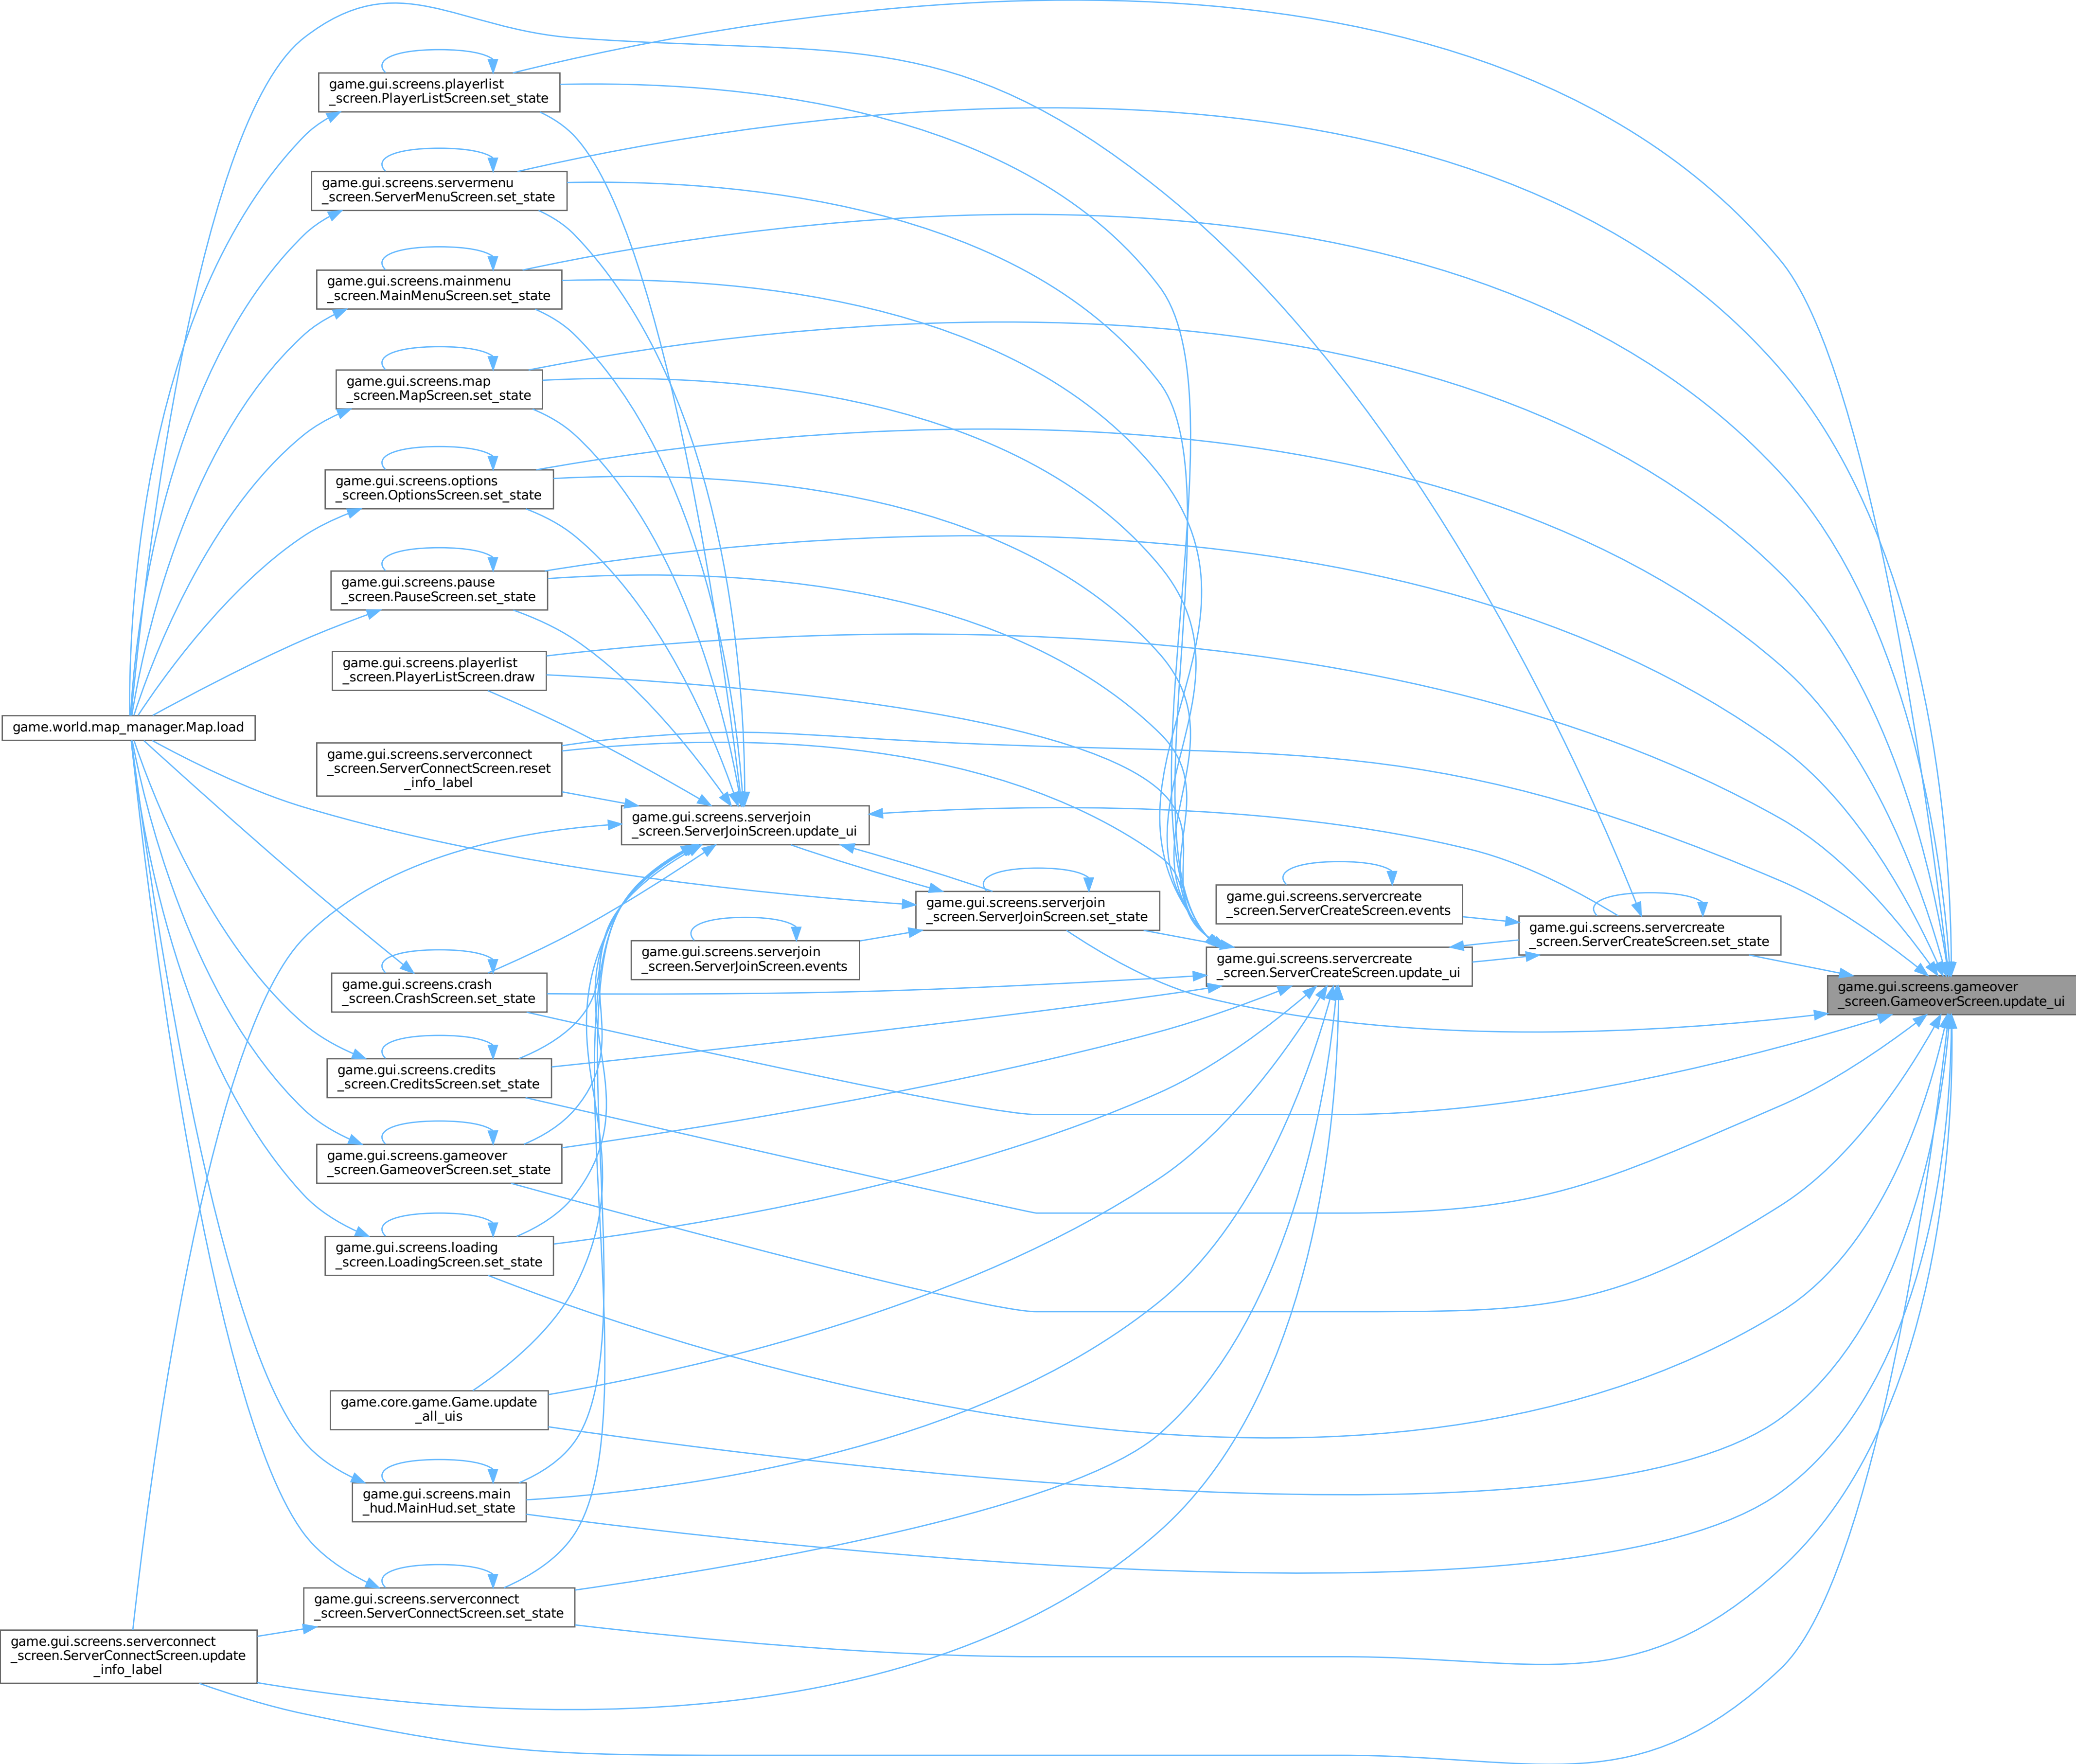 game.gui.screens.playerlist
_screen.PlayerListScreen.set_state
game.gui.screens.servermenu
_screen.ServerMenuScreen.set_state
game.gui.screens.mainmenu
_screen.MainMenuScreen.set_state
game.gui.screens.map
_screen.MapScreen.set_state
game.gui.screens.options
_screen.OptionsScreen.set_state
game.gui.screens.pause
_screen.PauseScreen.set_state
game.gui.screens.playerlist
_screen.PlayerListScreen.draw
game.world.map_manager.Map.load
game.gui.screens.serverconnect
_screen.ServerConnectScreen.reset
_info_label
game.gui.screens.serverjoin
_screen.ServerJoinScreen.update_ui
game.gui.screens.serverjoin
_screen.ServerJoinScreen.set_state
game.gui.screens.servercreate
_screen.ServerCreateScreen.events
game.gui.screens.servercreate
_screen.ServerCreateScreen.set_state
game.gui.screens.serverjoin
_screen.ServerJoinScreen.events
game.gui.screens.servercreate
_screen.ServerCreateScreen.update_ui
game.gui.screens.gameover
_screen.GameoverScreen.update_ui
game.gui.screens.crash
_screen.CrashScreen.set_state
game.gui.screens.credits
_screen.CreditsScreen.set_state
game.gui.screens.gameover
_screen.GameoverScreen.set_state
game.gui.screens.loading
_screen.LoadingScreen.set_state
game.core.game.Game.update
_all_uis
game.gui.screens.main
_hud.MainHud.set_state
game.gui.screens.serverconnect
_screen.ServerConnectScreen.set_state
game.gui.screens.serverconnect
_screen.ServerConnectScreen.update
_info_label